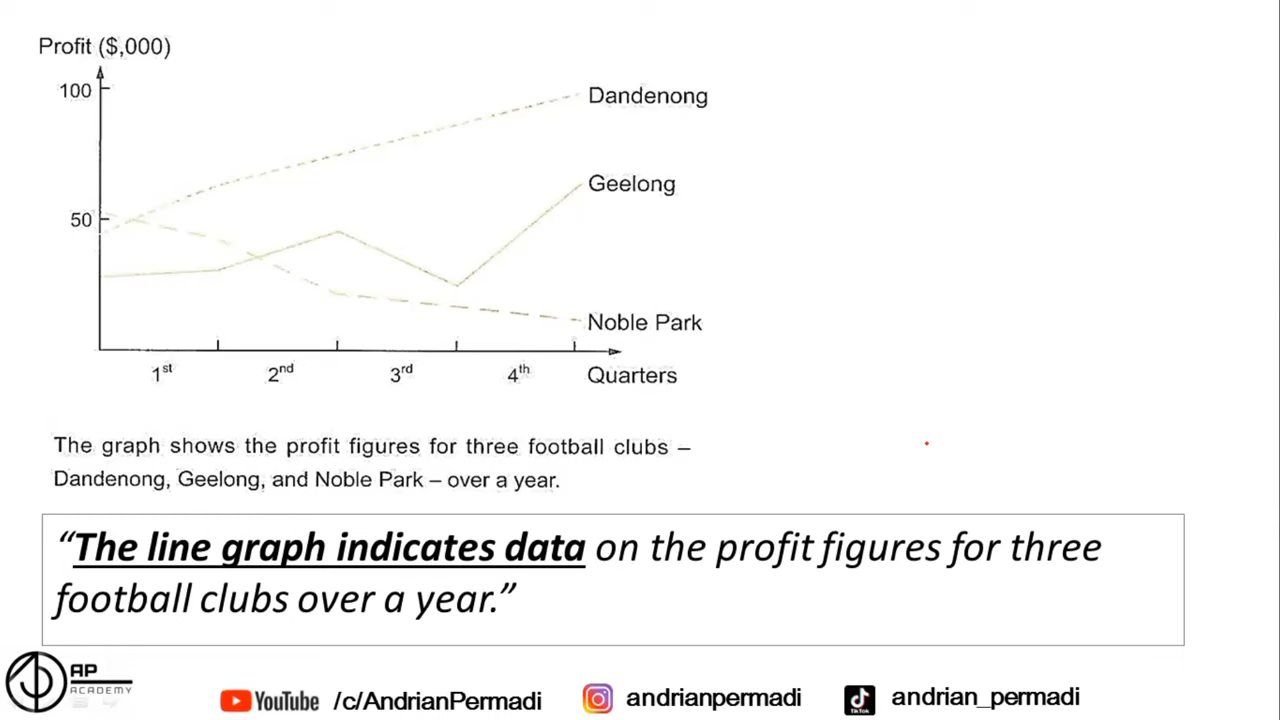 Profit ($,000)
100
Dandenong
Geelong
50
Noble Park
1st 2nd 3rd 4th Quarters
The graph shows the profit figures for three football clubs –
Dandenong, Geelong, and Noble Park – over a year.
“The line graph indicates data on the profit figures for three
football clubs over a year.”
AP
ACADEMY
YouTube /c/AndrianPermadi
andrianpermadi
TikTok
andrian_permadi